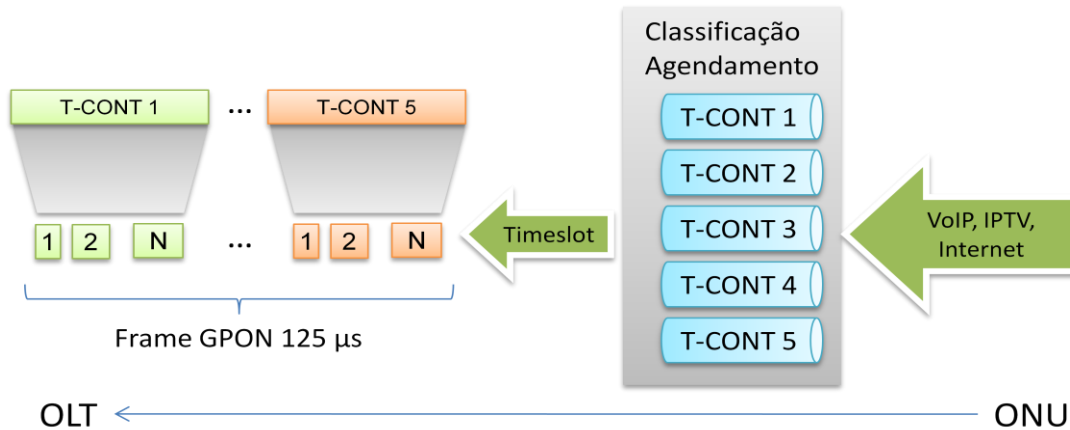 Classificação
Agendamento
T-CONT 1
...
T-CONT 5
T-CONT 1
T-CONT 2
T-CONT 3
T-CONT 4
T-CONT 5
VoIP, IPTV,
Internet
Timeslot
1 2 N ... 1 2 N
Frame GPON 125 μs
OLT
ONU